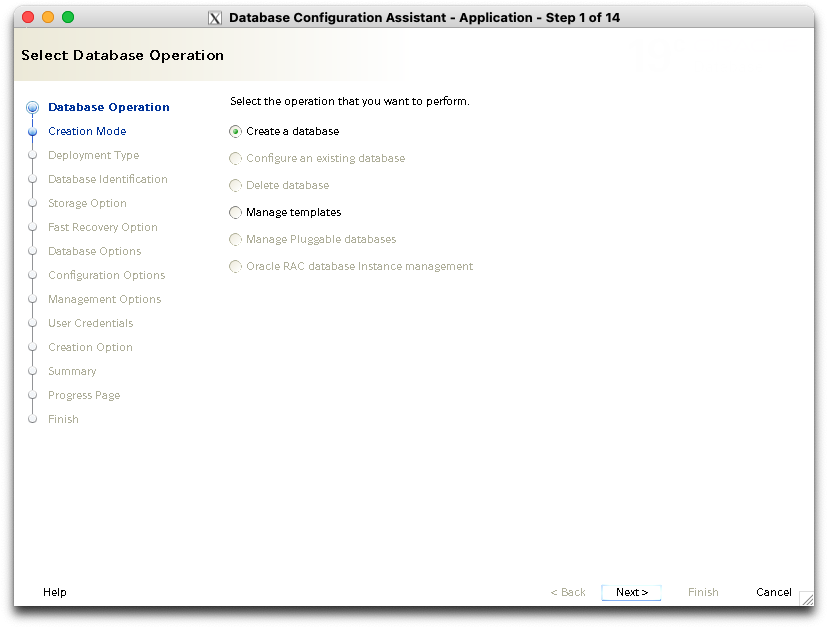 Database Configuration Assistant - Application - Step 1 of 14
Select Database Operation
Database Operation
Creation Mode
Deployment Type
Database Identification
Storage Option
Fast Recovery Option
Database Options
Configuration Options
Management Options
User Credentials
Creation Option
Summary
Progress Page
Finish
Select the operation that you want to perform.
Create a database
Configure an existing database
Delete database
Manage templates
Manage Pluggable databases
Oracle RAC database Instance management
Help
< Back
Next >
Finish
Cancel